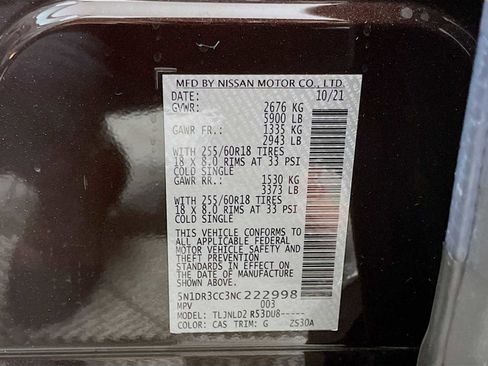 MFD BY NISSAN MOTOR CO., LTD.
DATE: 10/21
GVWR: 2676 KG
5900 LB
GAWR FR.: 1335 KG
2943 LB
WITH 255/60R18 TIRES
18 X 8.0 RIMS AT 33 PSI
COLD SINGLE
GAWR RR.: 1530 KG
3373 LB
WITH 255/60R18 TIRES
18 X 8.0 RIMS AT 33 PSI
COLD SINGLE
THIS VEHICLE CONFORMS TO
ALL APPLICABLE FEDERAL
MOTOR VEHICLE SAFETY
AND THEFT PREVENTION
STANDARDS IN EFFECT ON
THE DATE OF MANUFACTURE
SHOWN ABOVE.
5N1DR3CC3NC222998
MPV 003
MODEL: TLJNLD2 R53DU8-----
COLOR: CAS TRIM: G ZS30A